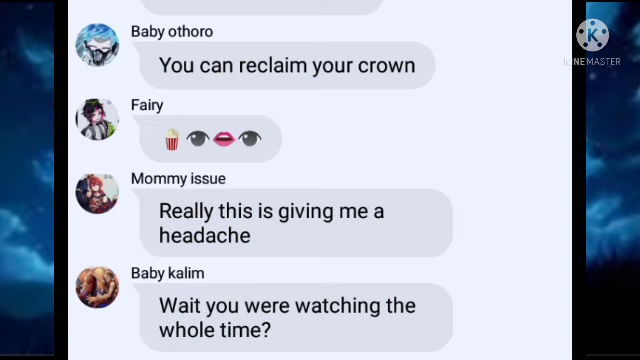 Baby othoro
You can reclaim your crown
Fairy
🍿👁👄👁
Mommy issue
Really this is giving me a
headache
Baby kalim
Wait you were watching the
whole time?
KINEMASTER